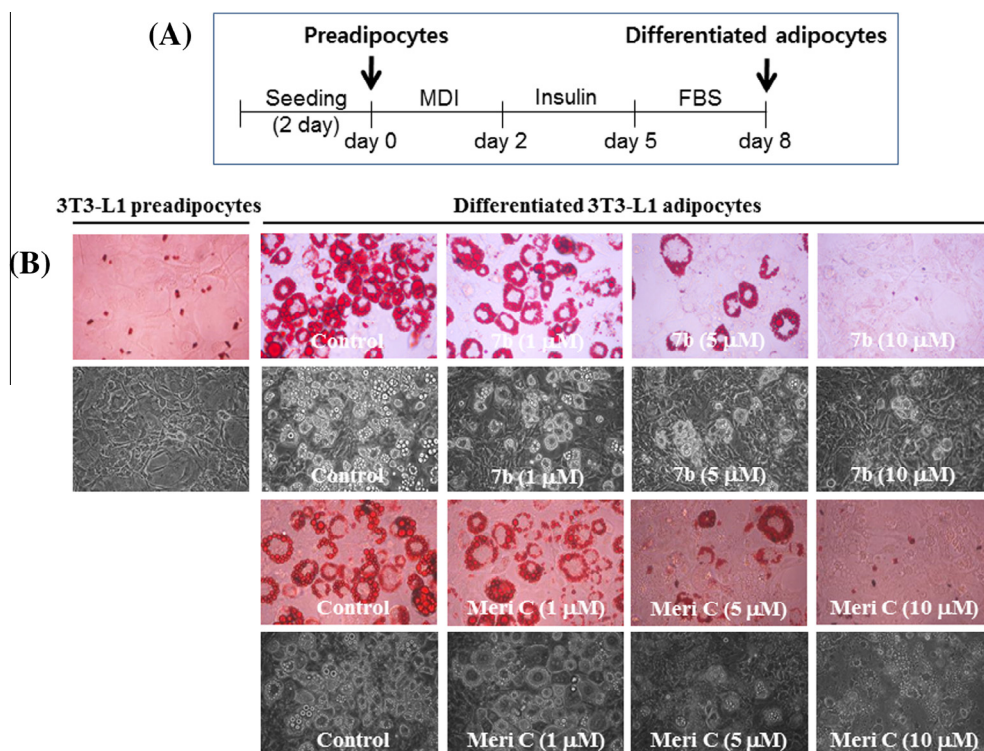 (A)
Preadipocytes
Differentiated adipocytes
Seeding
(2 day)
MDI
Insulin
FBS
day 0
day 2
day 5
day 8
3T3-L1 preadipocytes
Differentiated 3T3-L1 adipocytes
(B)
Control
7b (1 μM)
7b (5 μM)
7b (10 μM)
Control
7b (1 μM)
7b (5 μM)
7b (10 μM)
Control
Meri C (1 μM)
Meri C (5 μM)
Meri C (10 μM)
Control
Meri C (1 μM)
Meri C (5 μM)
Meri C (10 μM)